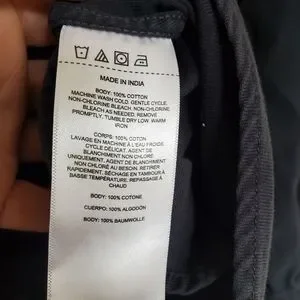 MADE IN INDIA
BODY: 100% COTTON
MACHINE WASH COLD. GENTLE CYCLE
NON-CHLORINE BLEACH. NON-CHLORINE
BLEACH AS NEEDED. REMOVE
PROMPTLY, TUMBLE DRY LOW. WARM
IRON
CORPS: 100% COTON
LAVAGE EN MACHINE À L'EAU FROIDE
CYCLE DÉLICAT. AGENT DE
BLANCHIMENT NON CHLORÉ
UNIQUEMENT. AGENT DE BLANCHIMENT
NON CHLORÉ AU BESOIN. RETIRER
RAPIDEMENT, SÉCHAGE EN TAMBOUR À
BASSE TEMPÉRATURE. REPASSAGE À
CHAUD
BODY: 100% COTONE
CUERPO: 100% ALGODÓN
BODY: 100% BAUMWOLLE